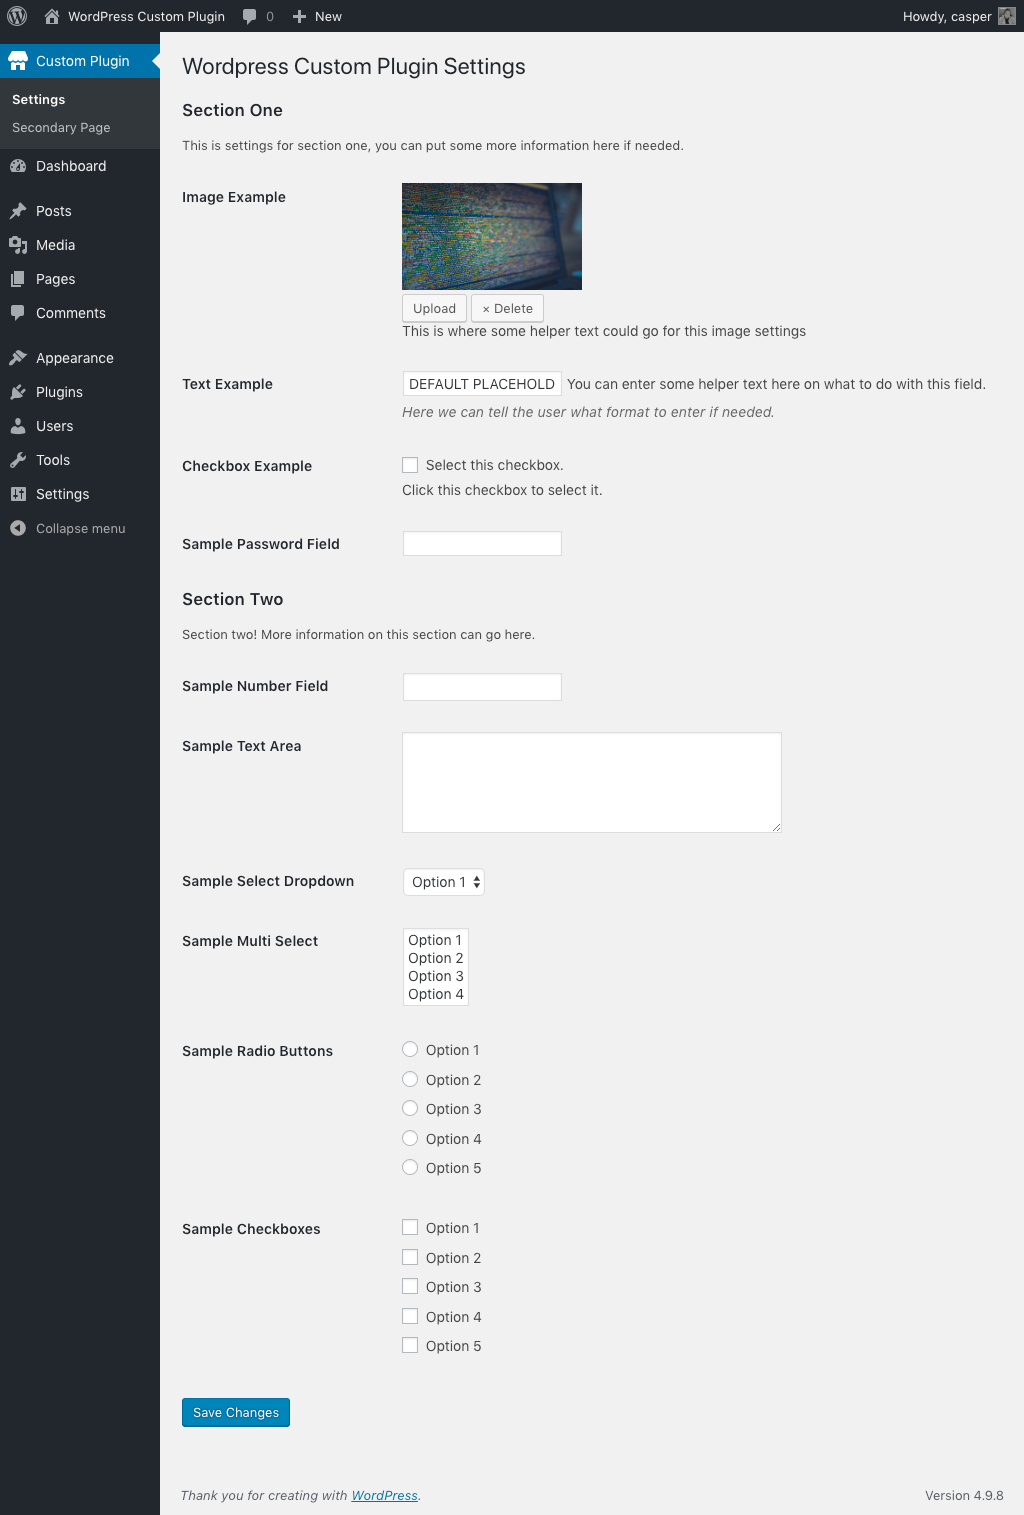 WordPress Custom Plugin 0 New Howdy, casper
Custom Plugin
Settings
Secondary Page
Dashboard
Posts
Media
Pages
Comments
Appearance
Plugins
Users
Tools
Settings
Collapse menu
Wordpress Custom Plugin Settings
Section One
This is settings for section one, you can put some more information here if needed.
Image Example
Upload × Delete
This is where some helper text could go for this image settings
Text Example DEFAULT PLACEHOLD You can enter some helper text here on what to do with this field.
Here we can tell the user what format to enter if needed.
Checkbox Example Select this checkbox.
Click this checkbox to select it.
Sample Password Field
Section Two
Section two! More information on this section can go here.
Sample Number Field
Sample Text Area
Sample Select Dropdown Option 1
Sample Multi Select Option 1
Option 2
Option 3
Option 4
Sample Radio Buttons Option 1
Option 2
Option 3
Option 4
Option 5
Sample Checkboxes Option 1
Option 2
Option 3
Option 4
Option 5
Save Changes
Thank you for creating with WordPress. Version 4.9.8